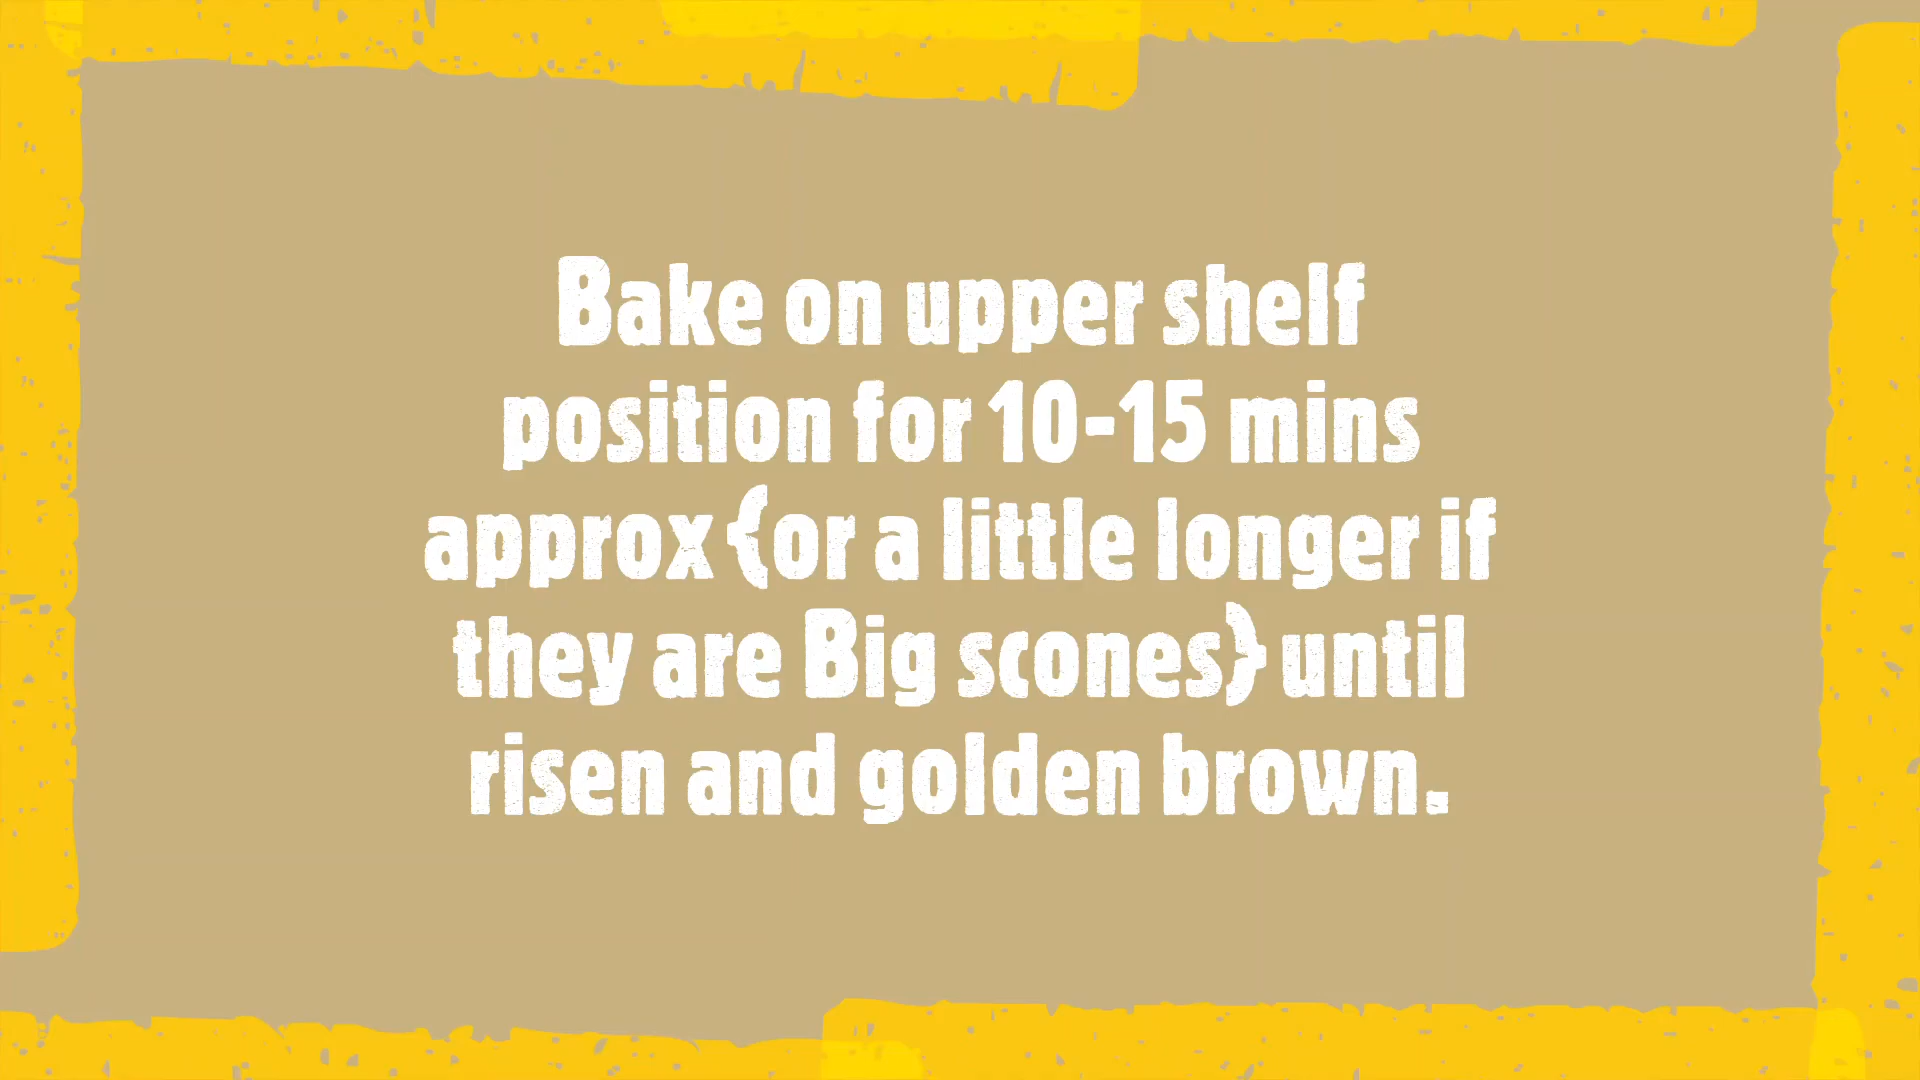 Bake on upper shelf
position for 10-15 mins
approx {or a little longer if
they are Big scones} until
risen and golden brown.